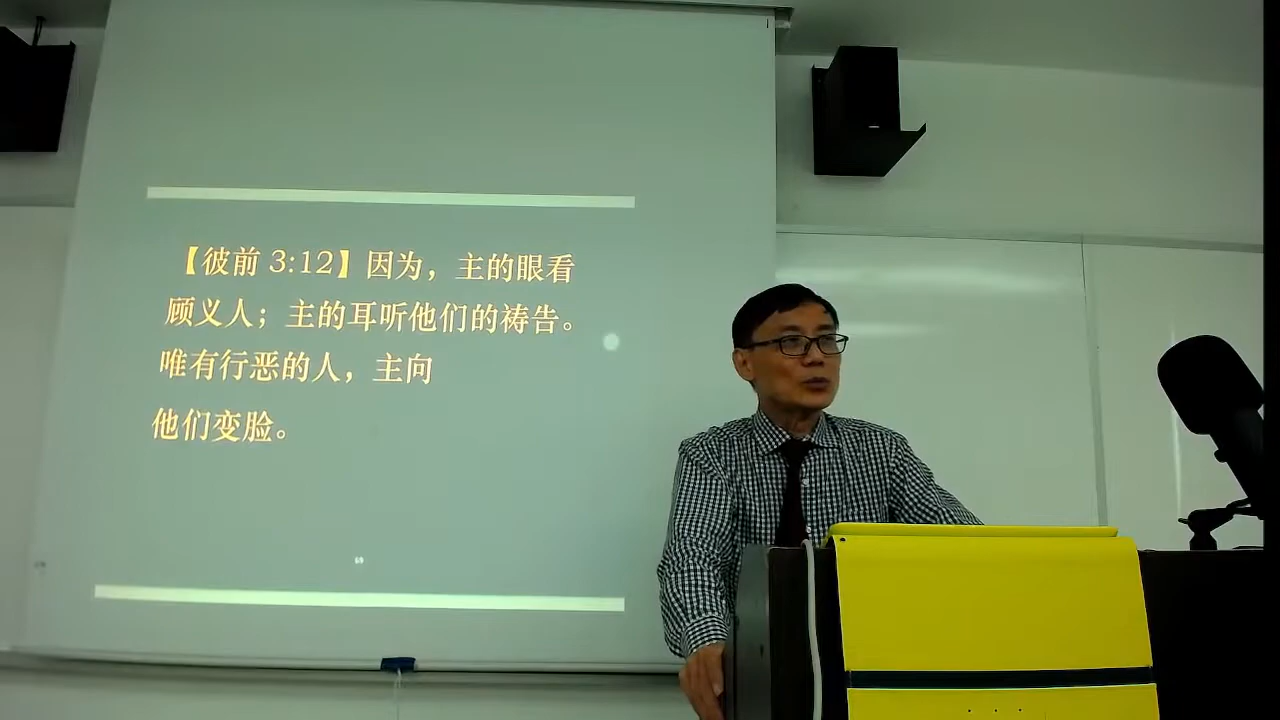 【彼前 3:12】因为，主的眼看
顾义人；主的耳听他们的祷告。
唯有行恶的人，主向
他们变脸。